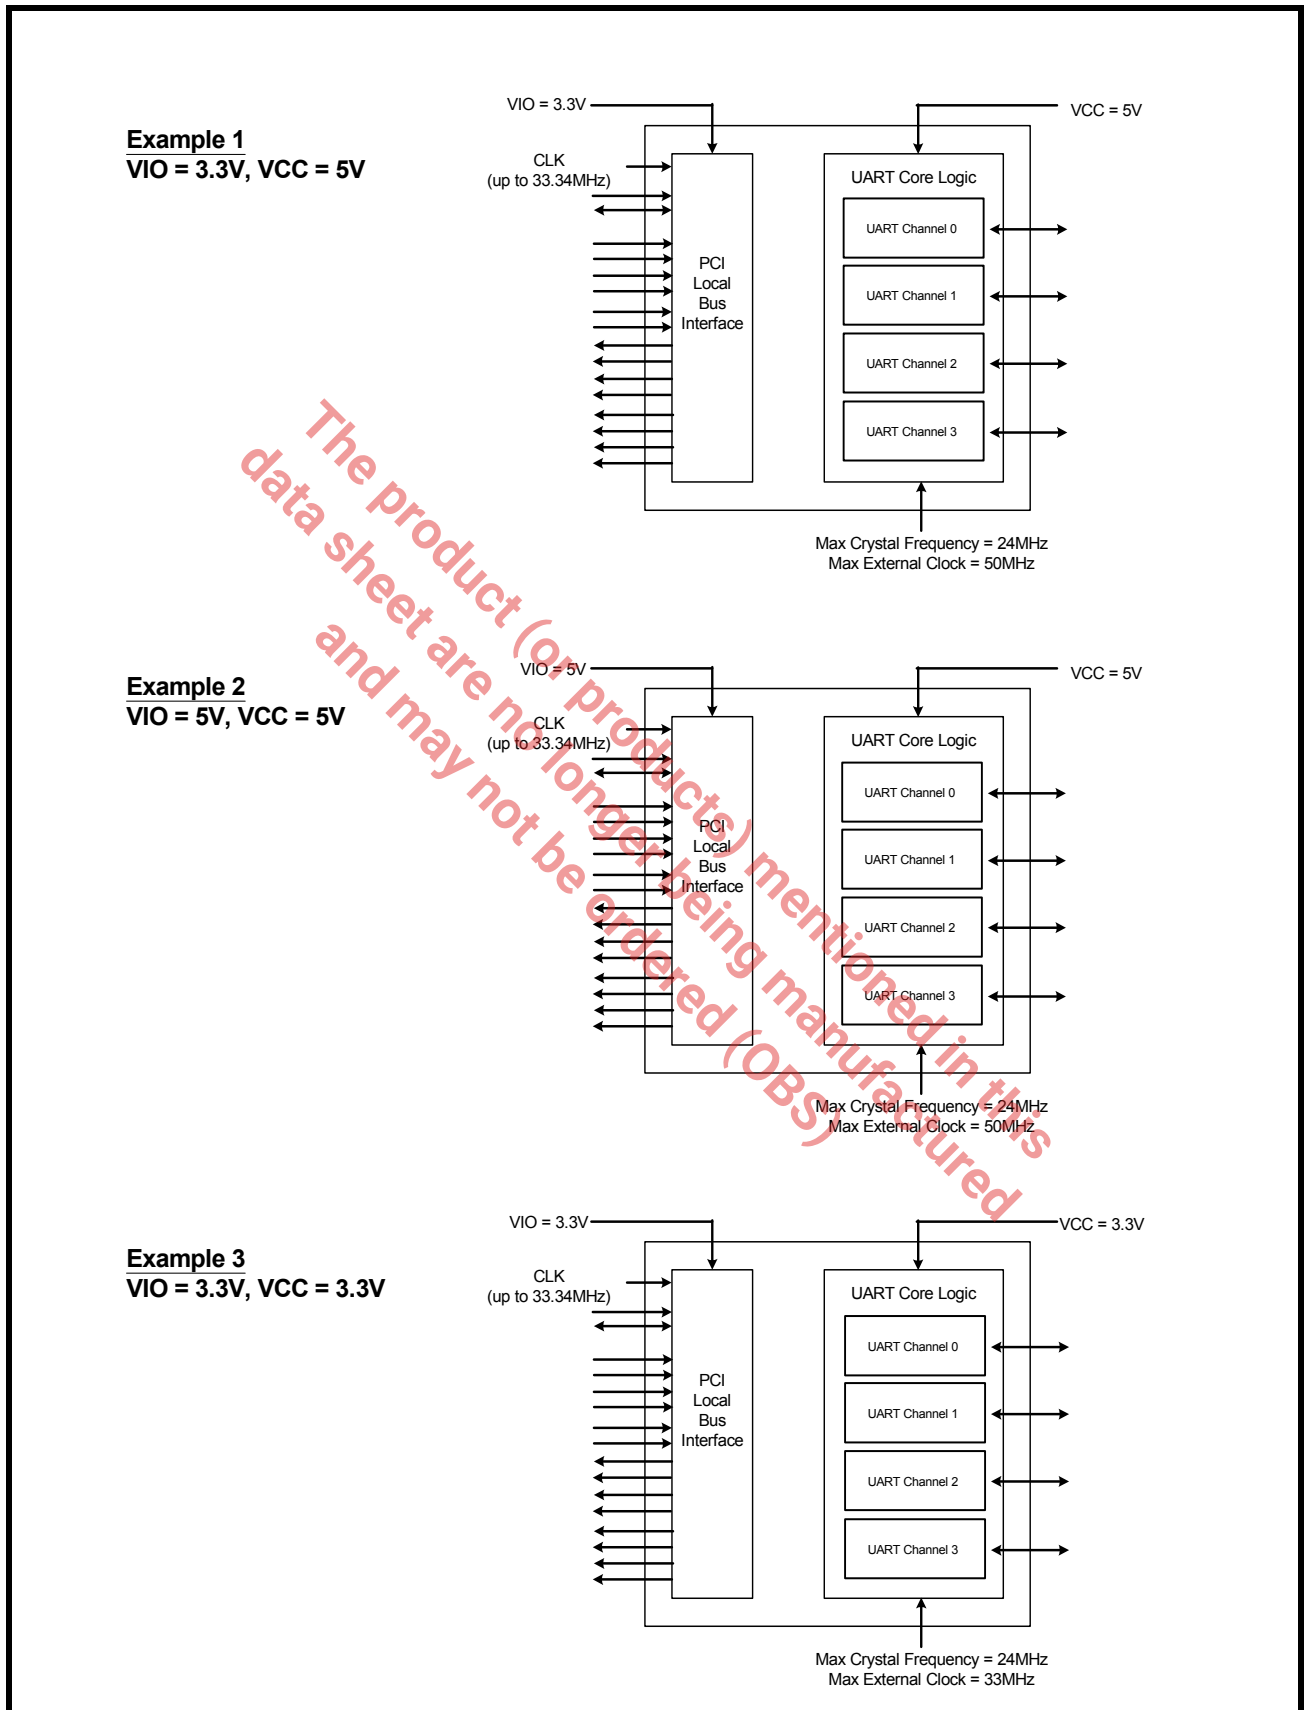 Example 1
VIO = 3.3V, VCC = 5V
VIO = 3.3V
VCC = 5V
CLK
(up to 33.34MHz)
PCI
Local
Bus
Interface
UART Core Logic
UART Channel 0
UART Channel 1
UART Channel 2
UART Channel 3
Max Crystal Frequency = 24MHz
Max External Clock = 50MHz
The product (or products) mentioned in this
data sheet are no longer being manufactured
and may not be ordered (OBS)
Example 2
VIO = 5V, VCC = 5V
VIO = 5V
VCC = 5V
CLK
(up to 33.34MHz)
PCI
Local
Bus
Interface
UART Core Logic
UART Channel 0
UART Channel 1
UART Channel 2
UART Channel 3
Max Crystal Frequency = 24MHz
Max External Clock = 50MHz
Example 3
VIO = 3.3V, VCC = 3.3V
VIO = 3.3V
VCC = 3.3V
CLK
(up to 33.34MHz)
PCI
Local
Bus
Interface
UART Core Logic
UART Channel 0
UART Channel 1
UART Channel 2
UART Channel 3
Max Crystal Frequency = 24MHz
Max External Clock = 33MHz